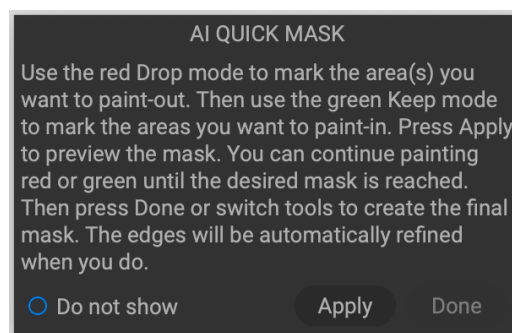 AI QUICK MASK
Use the red Drop mode to mark the area(s) you
want to paint-out. Then use the green Keep mode
to mark the areas you want to paint-in. Press Apply
to preview the mask. You can continue painting
red or green until the desired mask is reached.
Then press Done or switch tools to create the final
mask. The edges will be automatically refined
when you do.
Do not show Apply Done